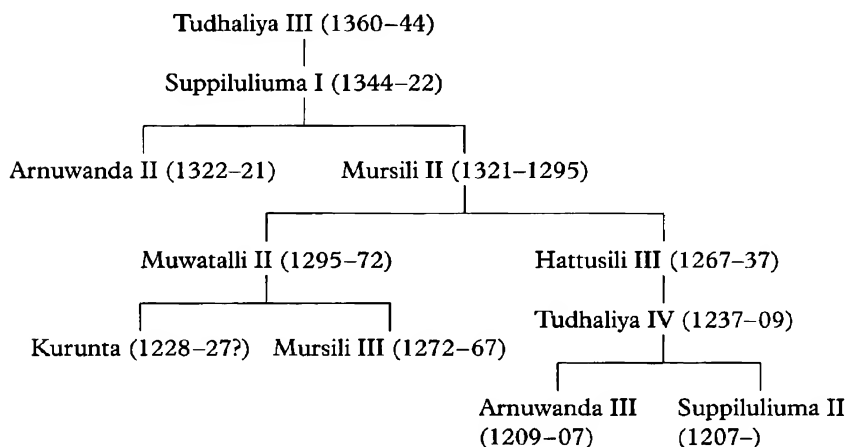 Tudhaliya III (1360–44)
Suppiluliuma I (1344–22)
Arnuwanda II (1322–21) Mursili II (1321–1295)
Muwatalli II (1295–72) Hattusili III (1267–37)
Tudhaliya IV (1237–09)
Kurunta (1228–27?) Mursili III (1272–67)
Arnuwanda III Suppiluliuma II
(1209–07) (1207–)